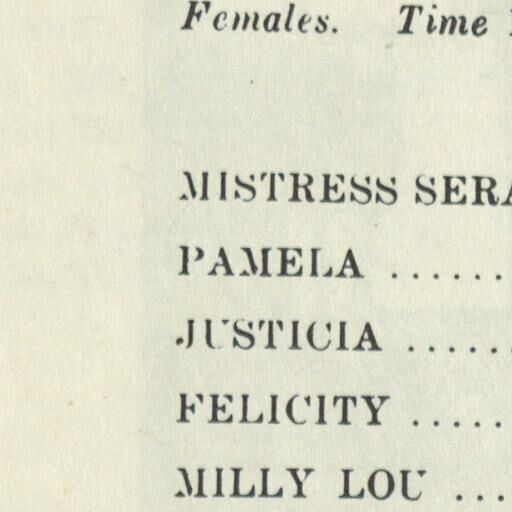 Females. Time
MISTRESS SERA
PAMELA ......
JUSTICIA .....
FELICITY .....
MILLY LOU ...